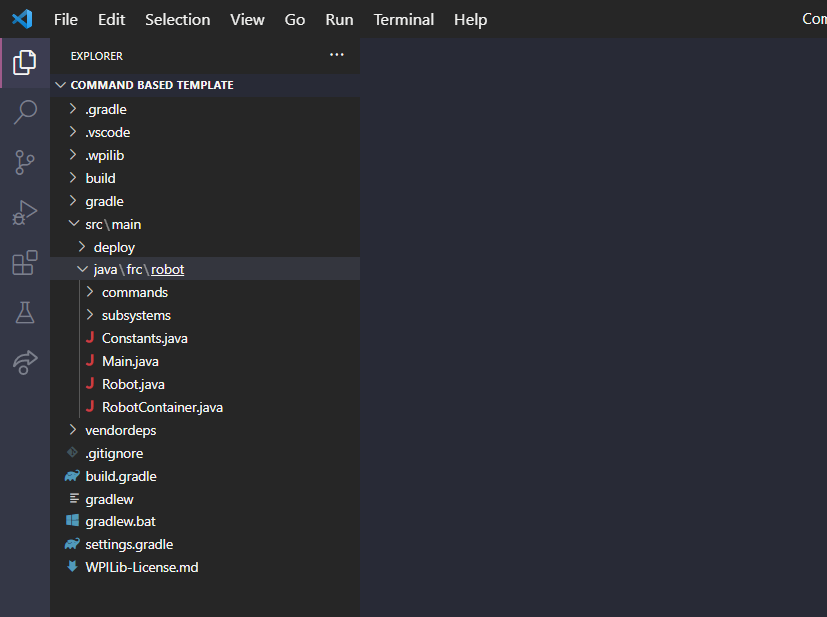 File Edit Selection View Go Run Terminal Help
EXPLORER ...
COMMAND BASED TEMPLATE
.gradle
.vscode
.wpilib
build
gradle
src\main
deploy
java\frc\robot
commands
subsystems
J Constants.java
J Main.java
J Robot.java
J RobotContainer.java
vendordeps
.gitignore
build.gradle
gradlew
gradlew.bat
settings.gradle
WPILib-License.md